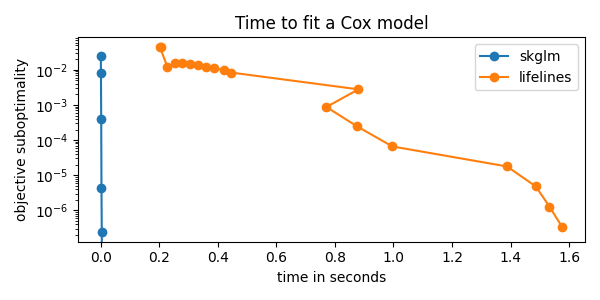 Time to fit a Cox model
skglm
lifelines
objective suboptimality
10⁻²
10⁻³
10⁻⁴
10⁻⁵
10⁻⁶
0.0 0.2 0.4 0.6 0.8 1.0 1.2 1.4 1.6
time in seconds